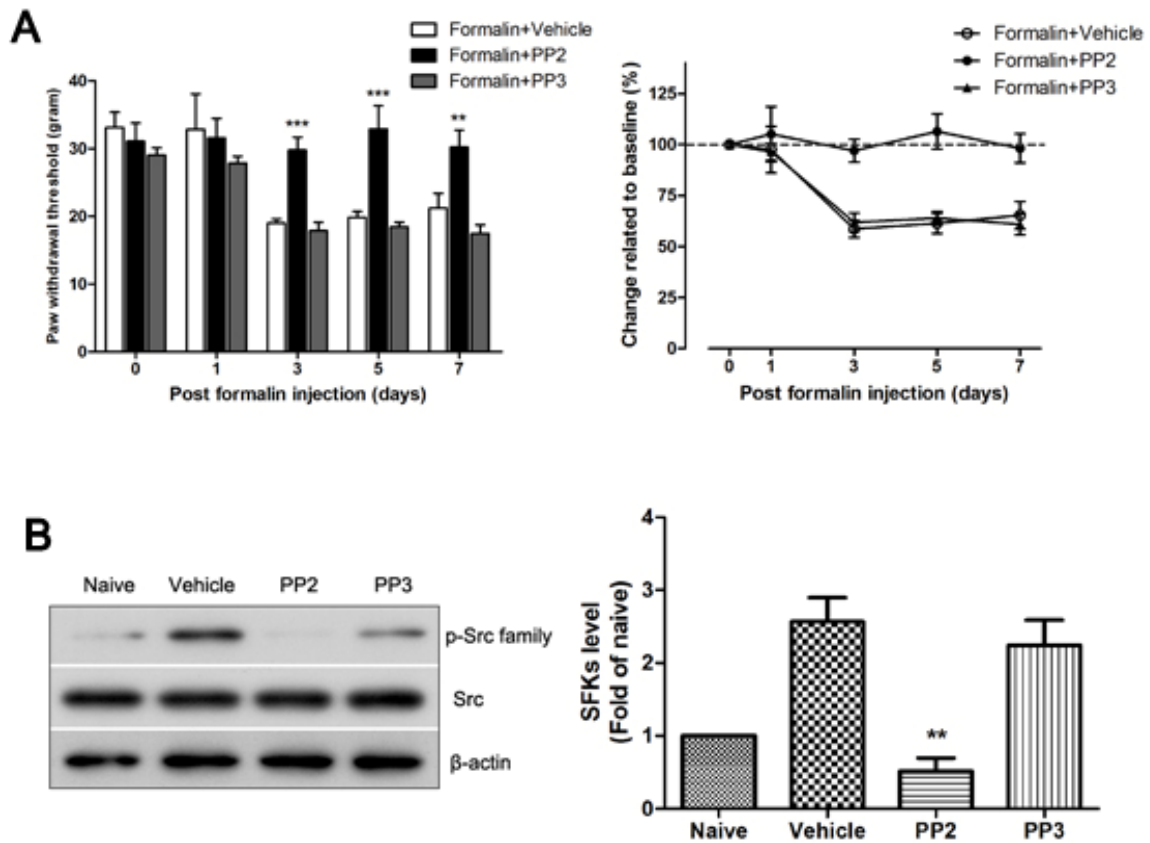 A
Formalin+Vehicle
Formalin+PP2
Formalin+PP3
Paw withdrawal threshold (gram)
40
30
20
10
0
***
***
**
0 1 3 5 7
Post formalin injection (days)
Formalin+Vehicle
Formalin+PP2
Formalin+PP3
Change related to baseline (%)
125
100
75
50
25
0
0 1 3 5 7
Post formalin injection (days)
B
Naive Vehicle PP2 PP3
p-Src family
Src
β-actin
SFKs level
(Fold of naive)
4
3
2
1
0
**
Naive Vehicle PP2 PP3